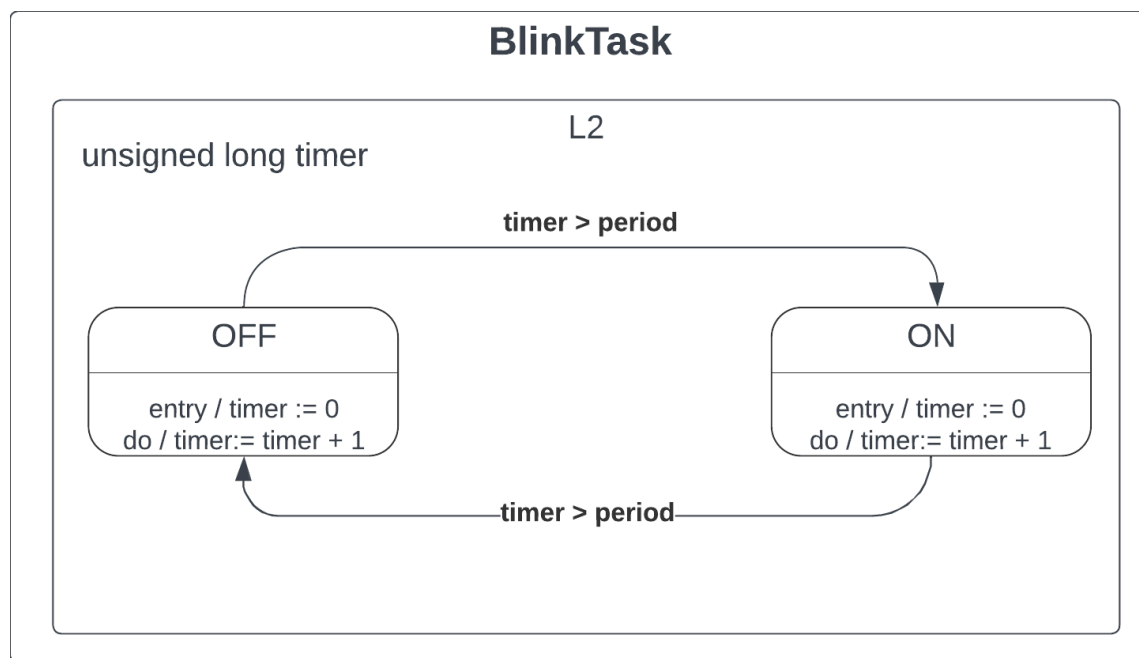 BlinkTask
L2
unsigned long timer
timer > period
OFF
entry / timer := 0
do / timer:= timer + 1
ON
entry / timer := 0
do / timer:= timer + 1
timer > period